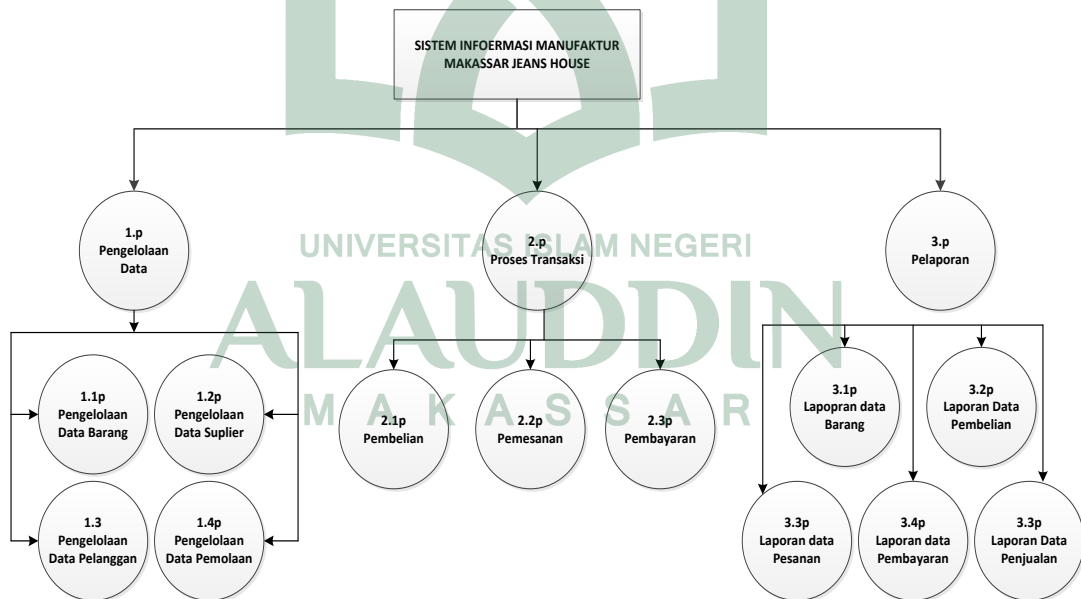 SISTEM INFOERMASI MANUFAKTUR
MAKASSAR JEANS HOUSE
1.p
Pengelolaan
Data
2.p
Proses Transaksi
3.p
Pelaporan
UNIVERSITAS ISLAM NEGERI
ALAUDDIN
MAKASSAR
1.1p
Pengelolaan
Data Barang
1.2p
Pengelolaan
Data Suplier
1.3
Pengelolaan
Data Pelanggan
1.4p
Pengelolaan
Data Pemolaan
2.1p
Pembelian
2.2p
Pemesanan
2.3p
Pembayaran
3.1p
Lapopran data
Barang
3.2p
Laporan Data
Pembelian
3.3p
Laporan data
Pesanan
3.4p
Laporan data
Pembayaran
3.3p
Laporan Data
Penjualan